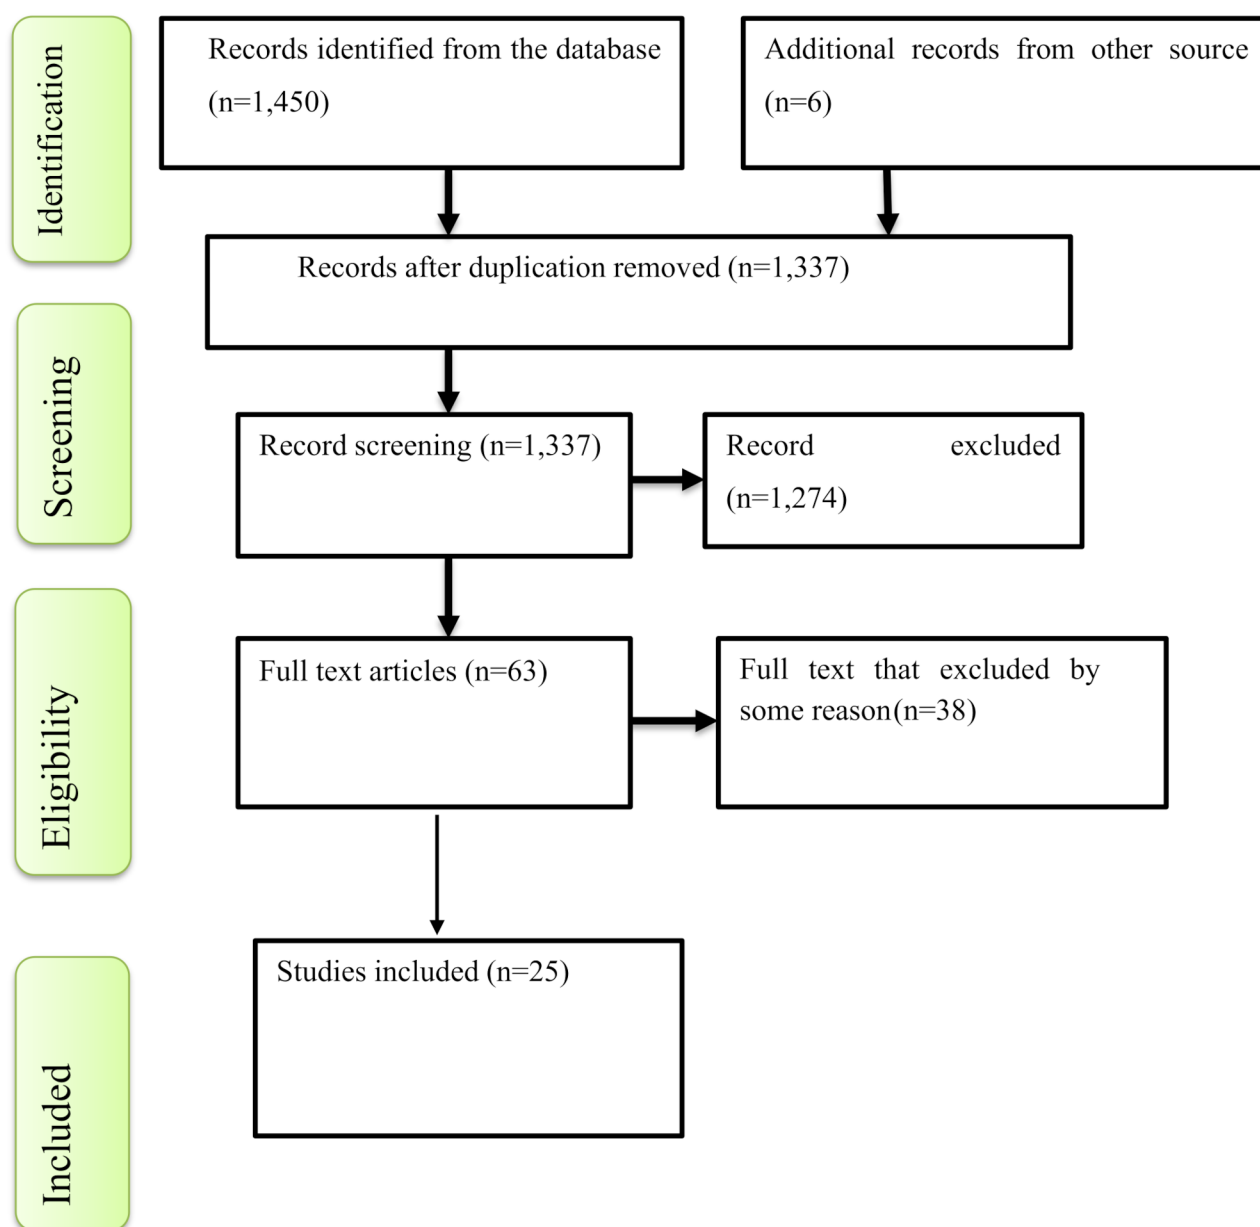 Identification
Records identified from the database
(n=1,450)
Additional records from other source
(n=6)
Records after duplication removed (n=1,337)
Screening
Record screening (n=1,337)
Record excluded
(n=1,274)
Eligibility
Full text articles (n=63)
Full text that excluded by
some reason(n=38)
Included
Studies included (n=25)